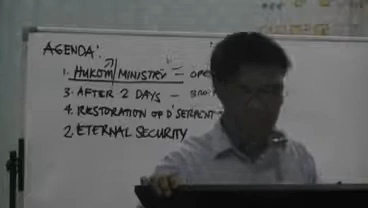 AGENDA:
1. HUKOM/MINISTRY –
3. AFTER 2 DAYS –
4. RESTORATION OF D' SERPENT
2. ETERNAL SECURITY